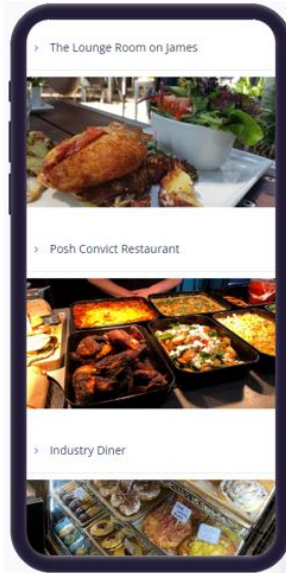 The Lounge Room on James
Posh Convict Restaurant
Industry Diner